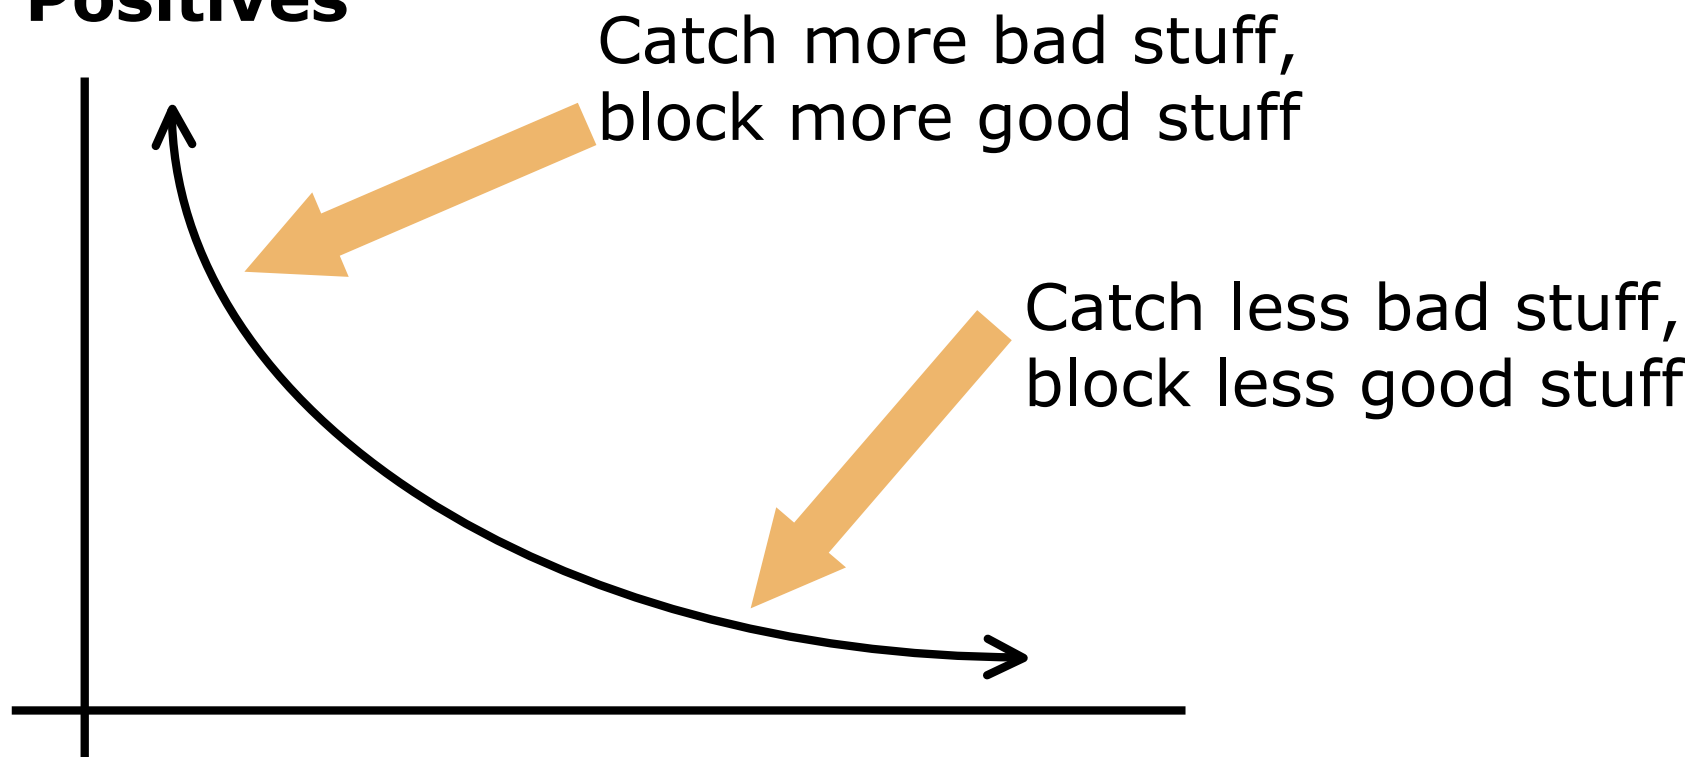 Positives
Catch more bad stuff,
block more good stuff
Catch less bad stuff,
block less good stuff